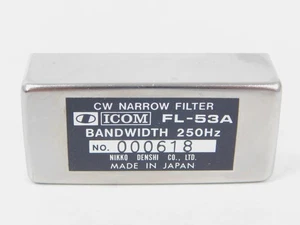 CW NARROW FILTER
ICOM FL-53A
BANDWIDTH 250Hz
NO. 000618
NIKKO DENSHI CO., LTD.
MADE IN JAPAN